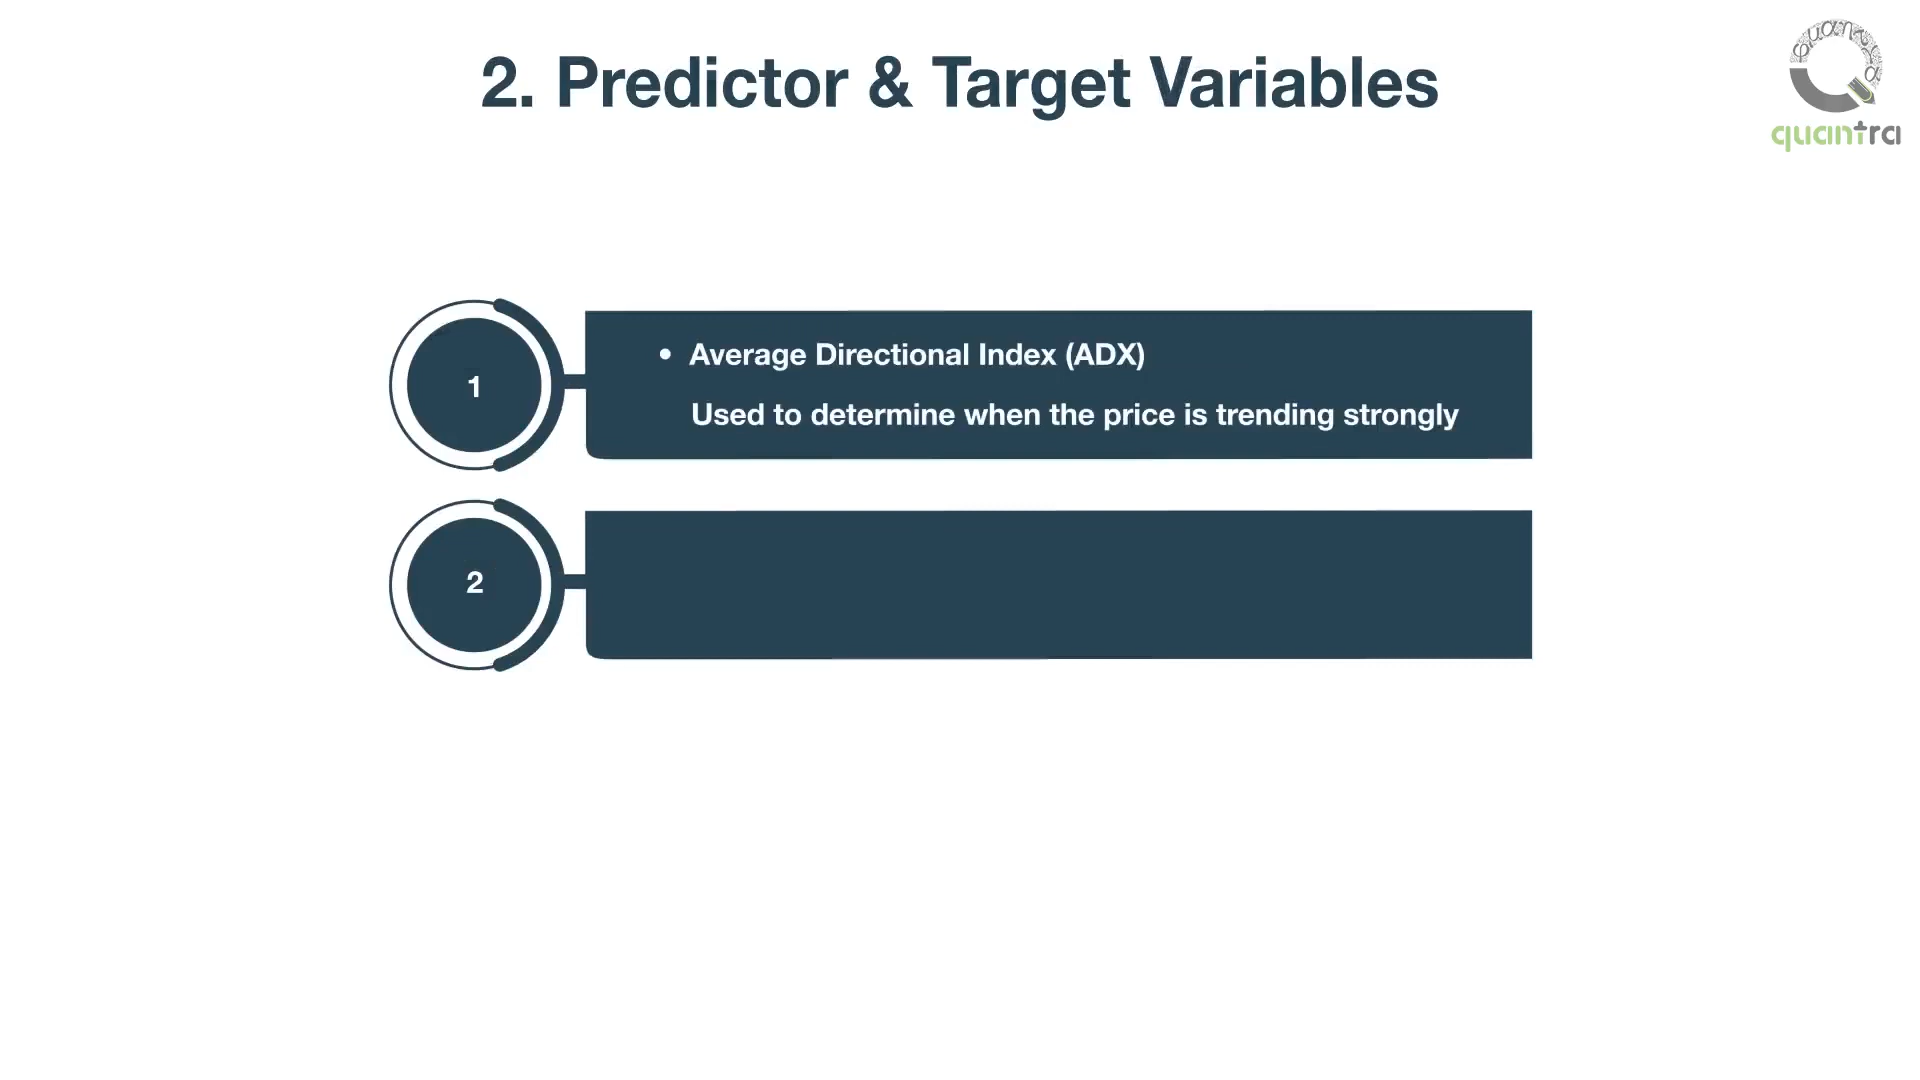 2. Predictor & Target Variables
quantra
1
• Average Directional Index (ADX)
Used to determine when the price is trending strongly
2